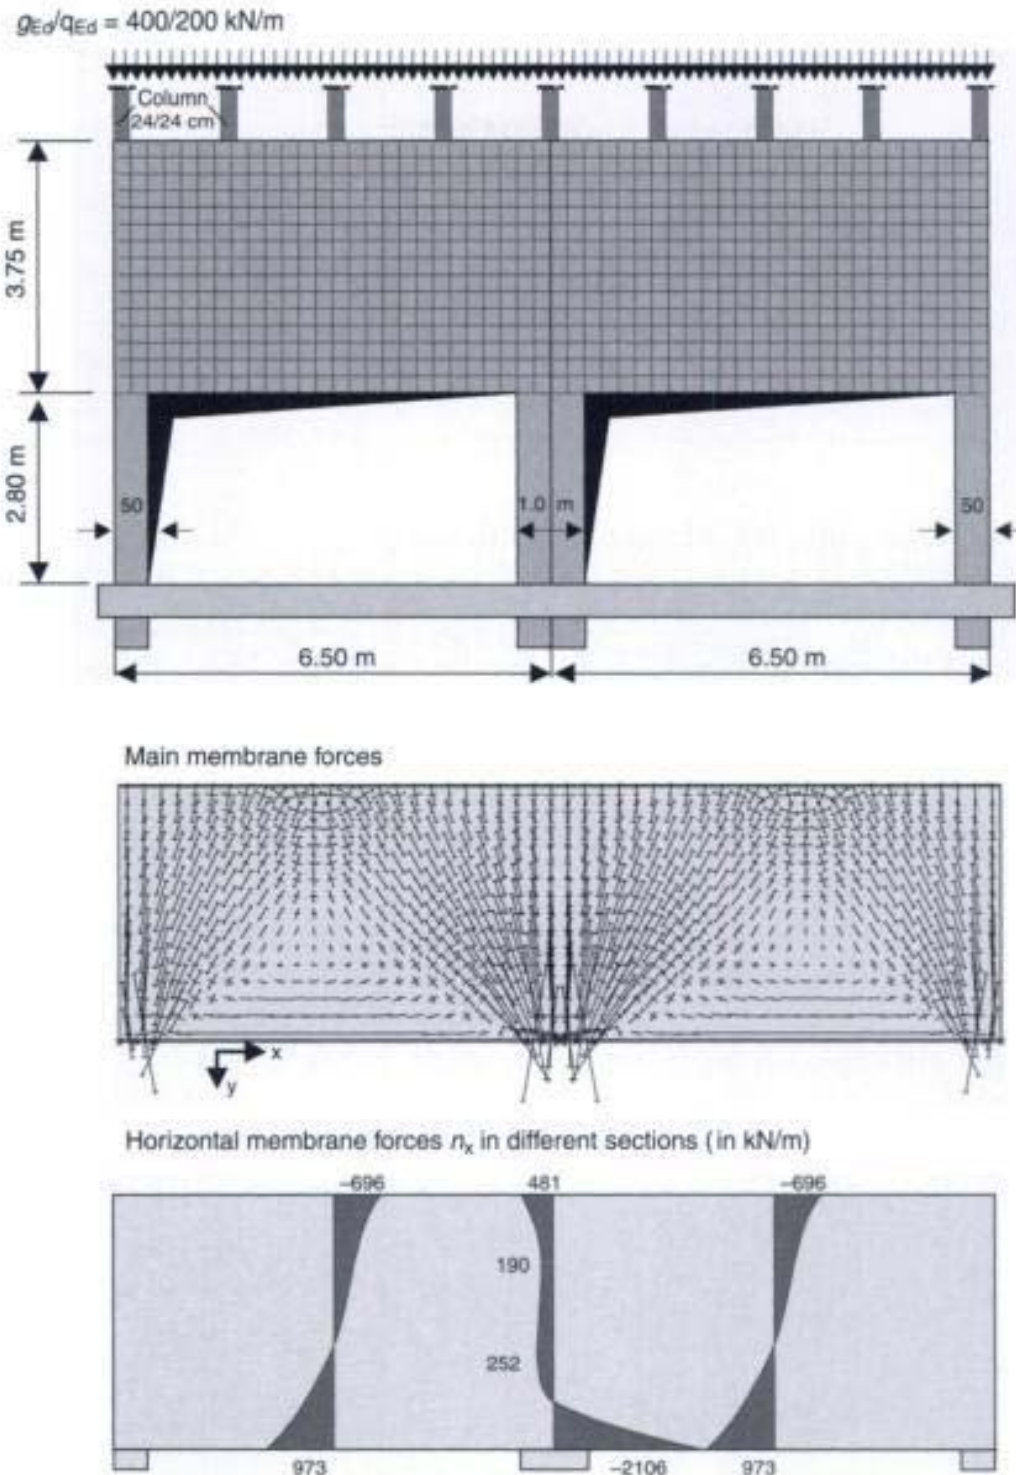 gEd/qEd = 400/200 kN/m
Column
24/24 cm
3.75 m
2.80 m
50
1.0 m
50
6.50 m
6.50 m
Main membrane forces
x
y
Horizontal membrane forces nx in different sections (in kN/m)
–696
481
–696
190
252
973
–2106
973